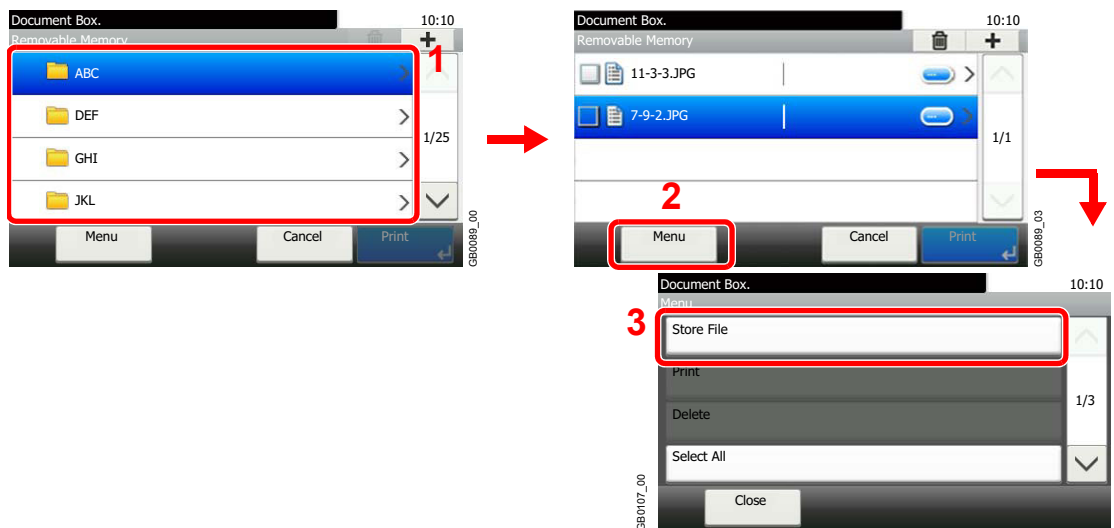 Document Box.
10:10
Removable Memory
1
ABC
DEF
1/25
GHI
JKL
Menu
Cancel
Print
GB0089_00
Document Box.
10:10
Removable Memory
11-3-3.JPG
7-9-2.JPG
1/1
2
Menu
Cancel
Print
GB0089_03
Document Box.
10:10
Menu
3
Store File
Print
1/3
Delete
Select All
Close
GB0107_00